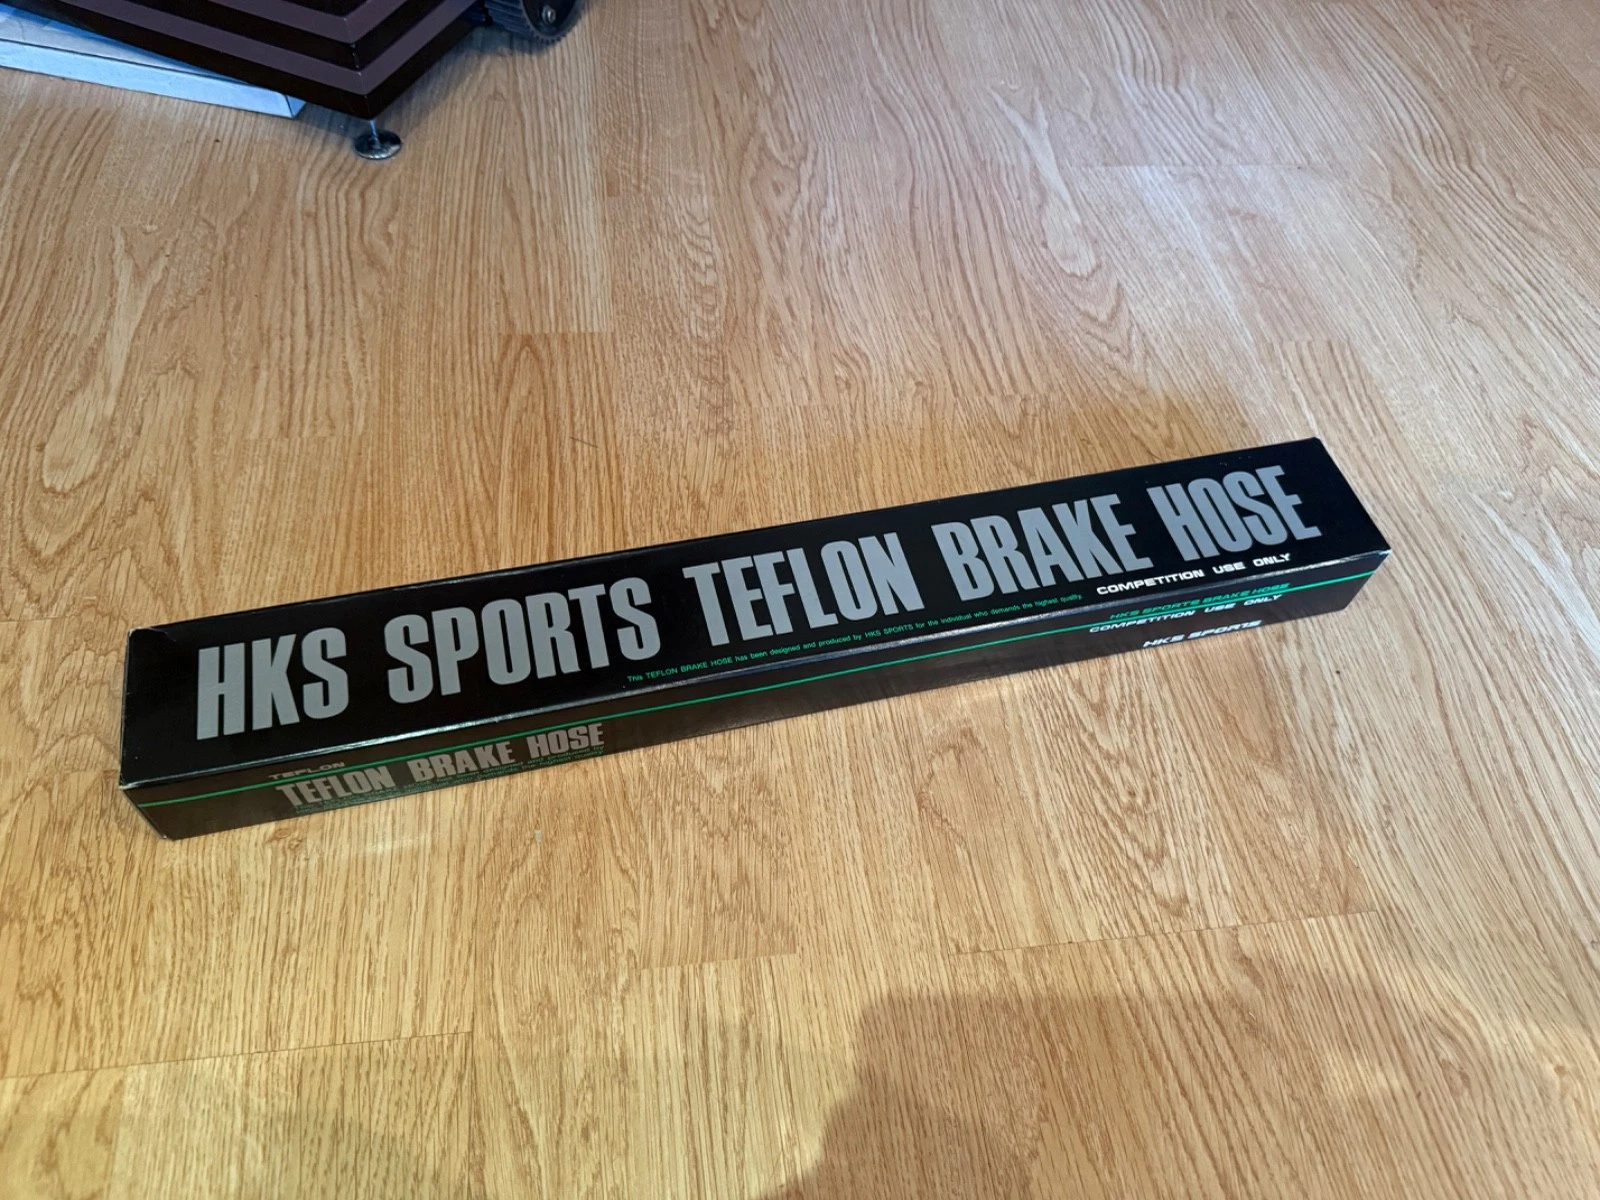 HKS SPORTS TEFLON BRAKE HOSE
This TEFLON BRAKE HOSE has been designed and produced by HKS SPORTS for the individual who demands the highest quality.
COMPETITION USE ONLY
TEFLON
TEFLON BRAKE HOSE
HKS SPORTS BRAKE HOSE
COMPETITION USE ONLY
HKS SPORTS